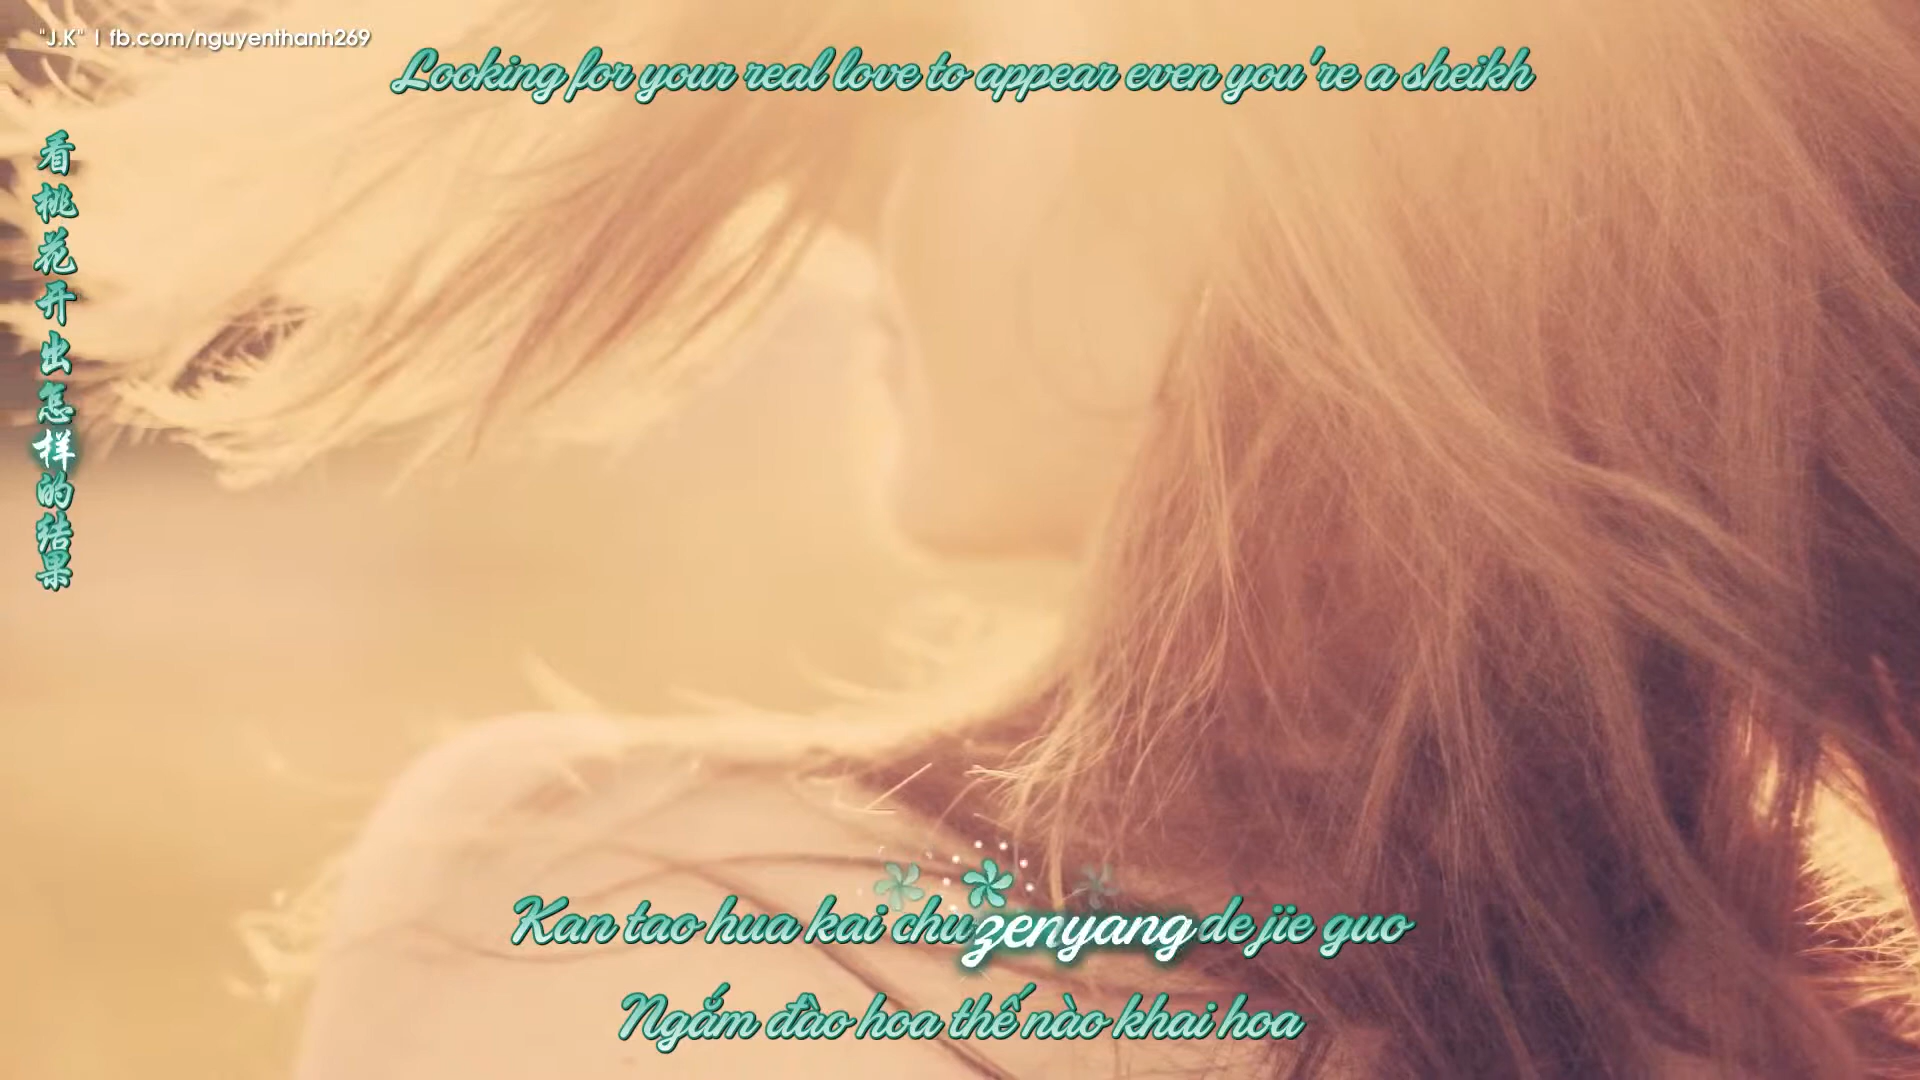 "J.K" | fb.com/nguyenthanh269
Looking for your real love to appear even you're a sheikh
看桃花开出怎样的结果
Kan tao hua kai chu zenyang de jie guo
Ngắm đào hoa thế nào khai hoa